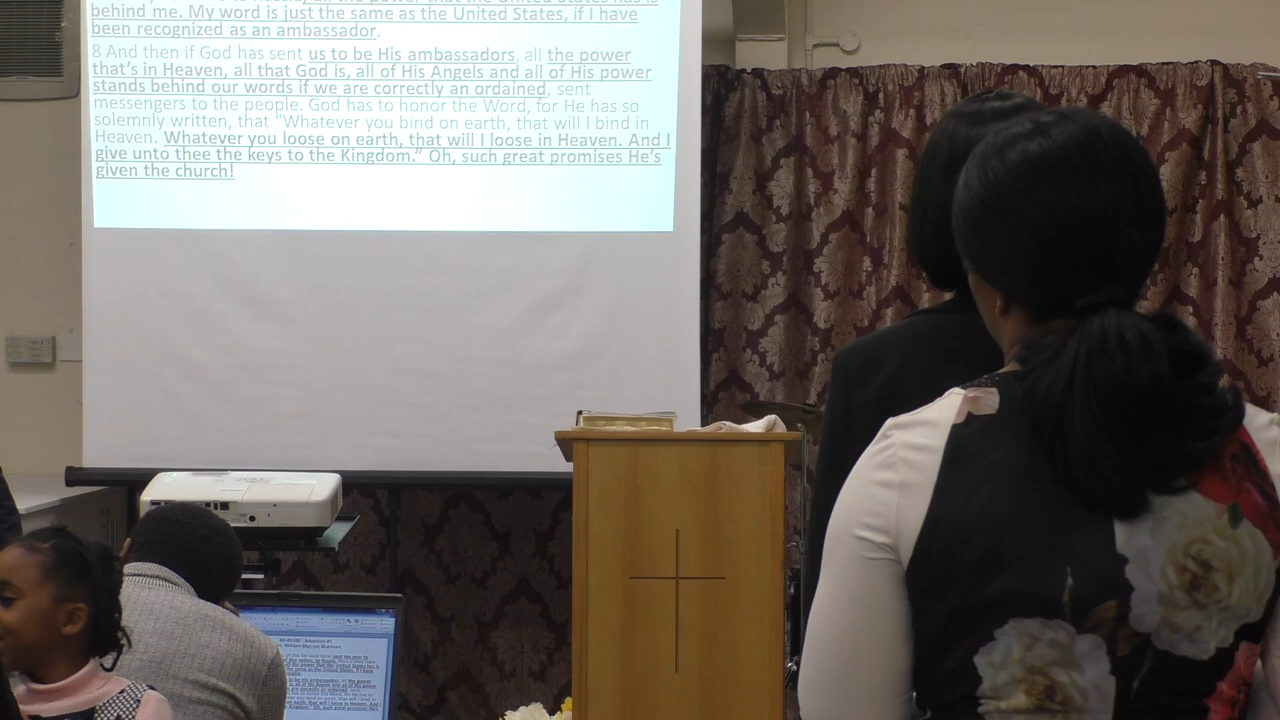 behind me. My word is just the same as the United States, if I have
been recognized as an ambassador.
8 And then if God has sent us to be His ambassadors, all the power
that's in Heaven, all that God is, all of His Angels and all of His power
stands behind our words if we are correctly an ordained, sent
messengers to the people. God has to honor the Word, for He has so
solemnly written, that “Whatever you bind on earth, that will I bind in
Heaven. Whatever you loose on earth, that will I loose in Heaven. And I
give unto thee the keys to the Kingdom.” Oh, such great promises He's
given the church!
Adoption #1
William Marrion Branham